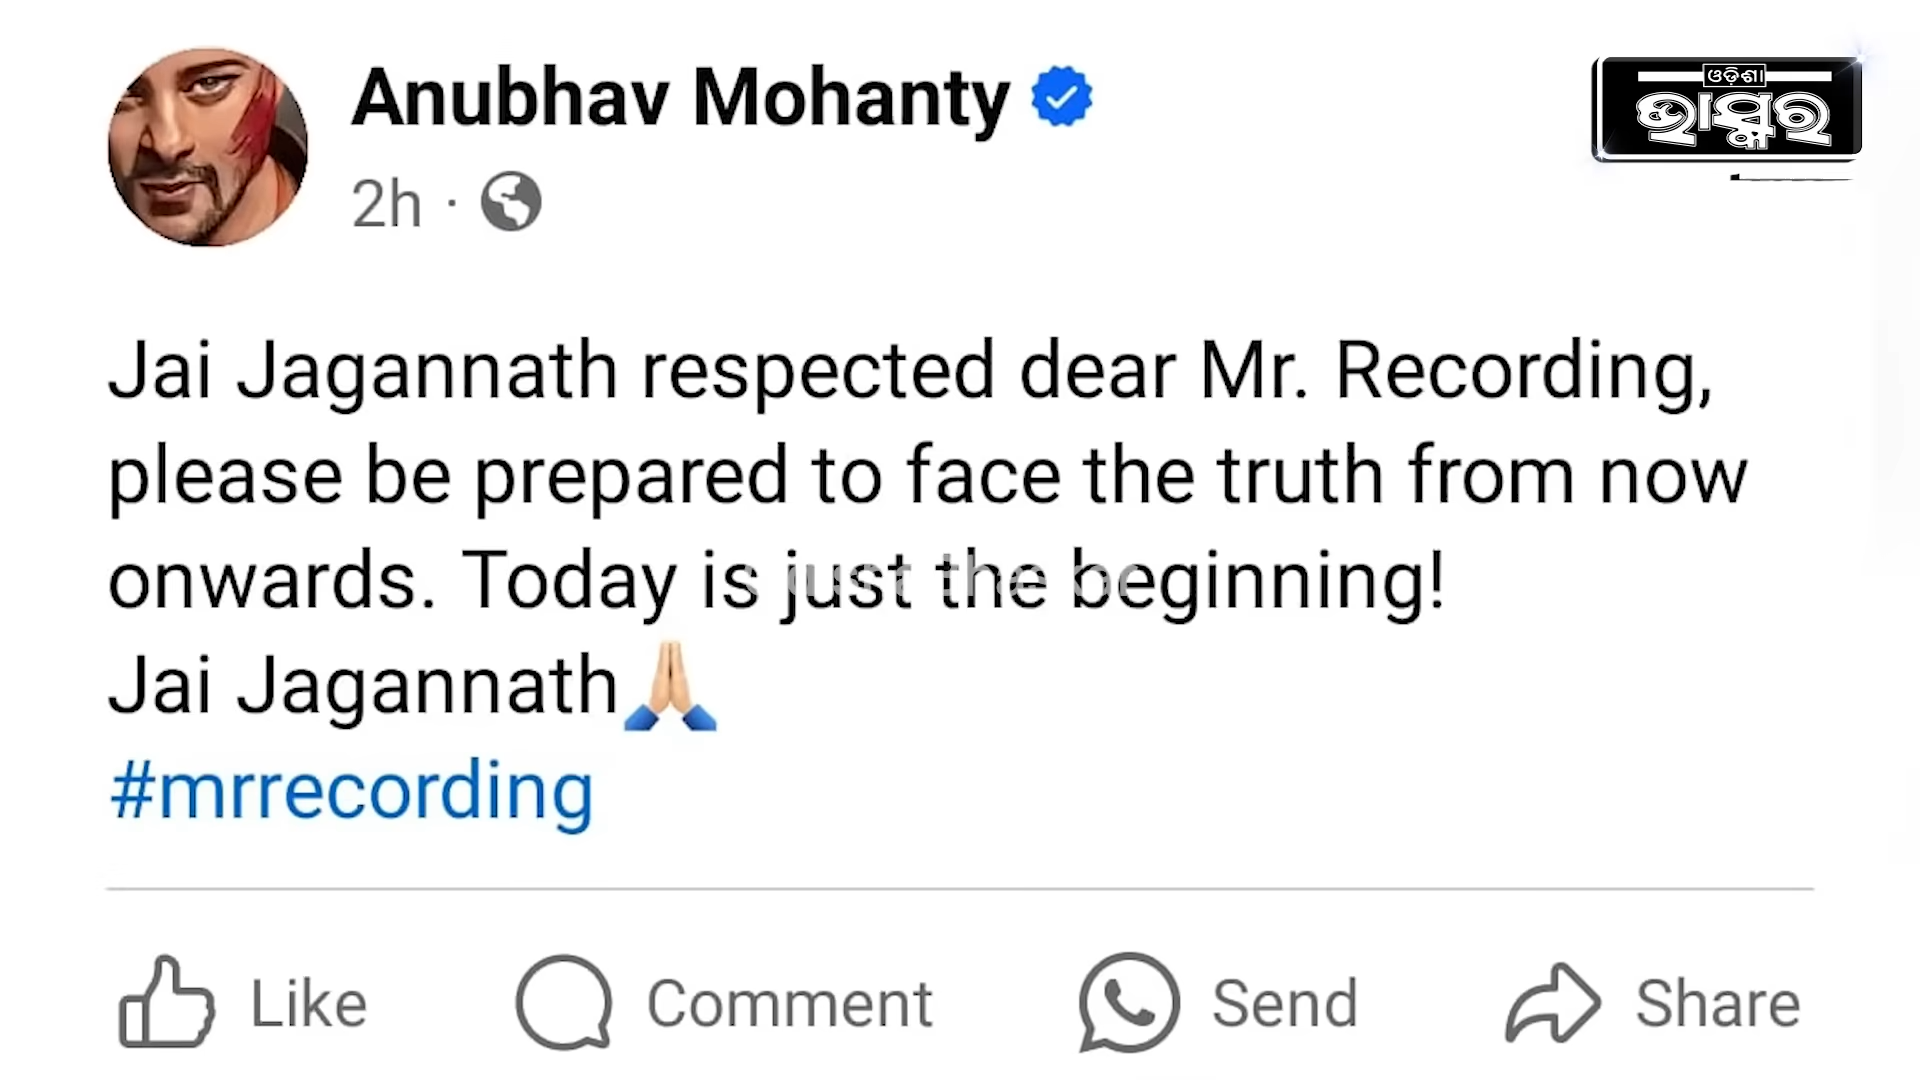 Anubhav Mohanty
2h ·
ଓଡ଼ିଶା
ଭାସ୍କର
Jai Jagannath respected dear Mr. Recording,
please be prepared to face the truth from now
onwards. Today is just the beginning!
Jai Jagannath🙏🏼
#mrrecording
Like
Comment
Send
Share